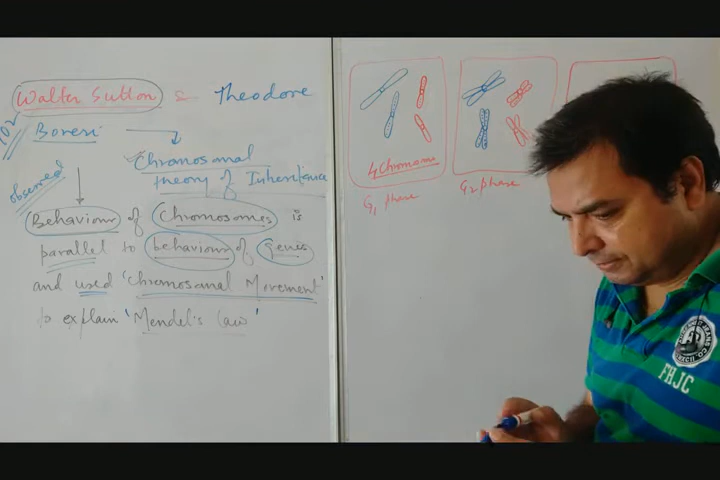 Walter Sutton & Theodore
1902 Boveri
Chromosomal
theory of Inheritence
observed
Behaviour of Chromosomes is
parallel to behaviour of genes
and used 'Chromosomal Movement'
to explain 'Mendel's law'
4 Chromosome
G1 phase
G2 phase
FHJC